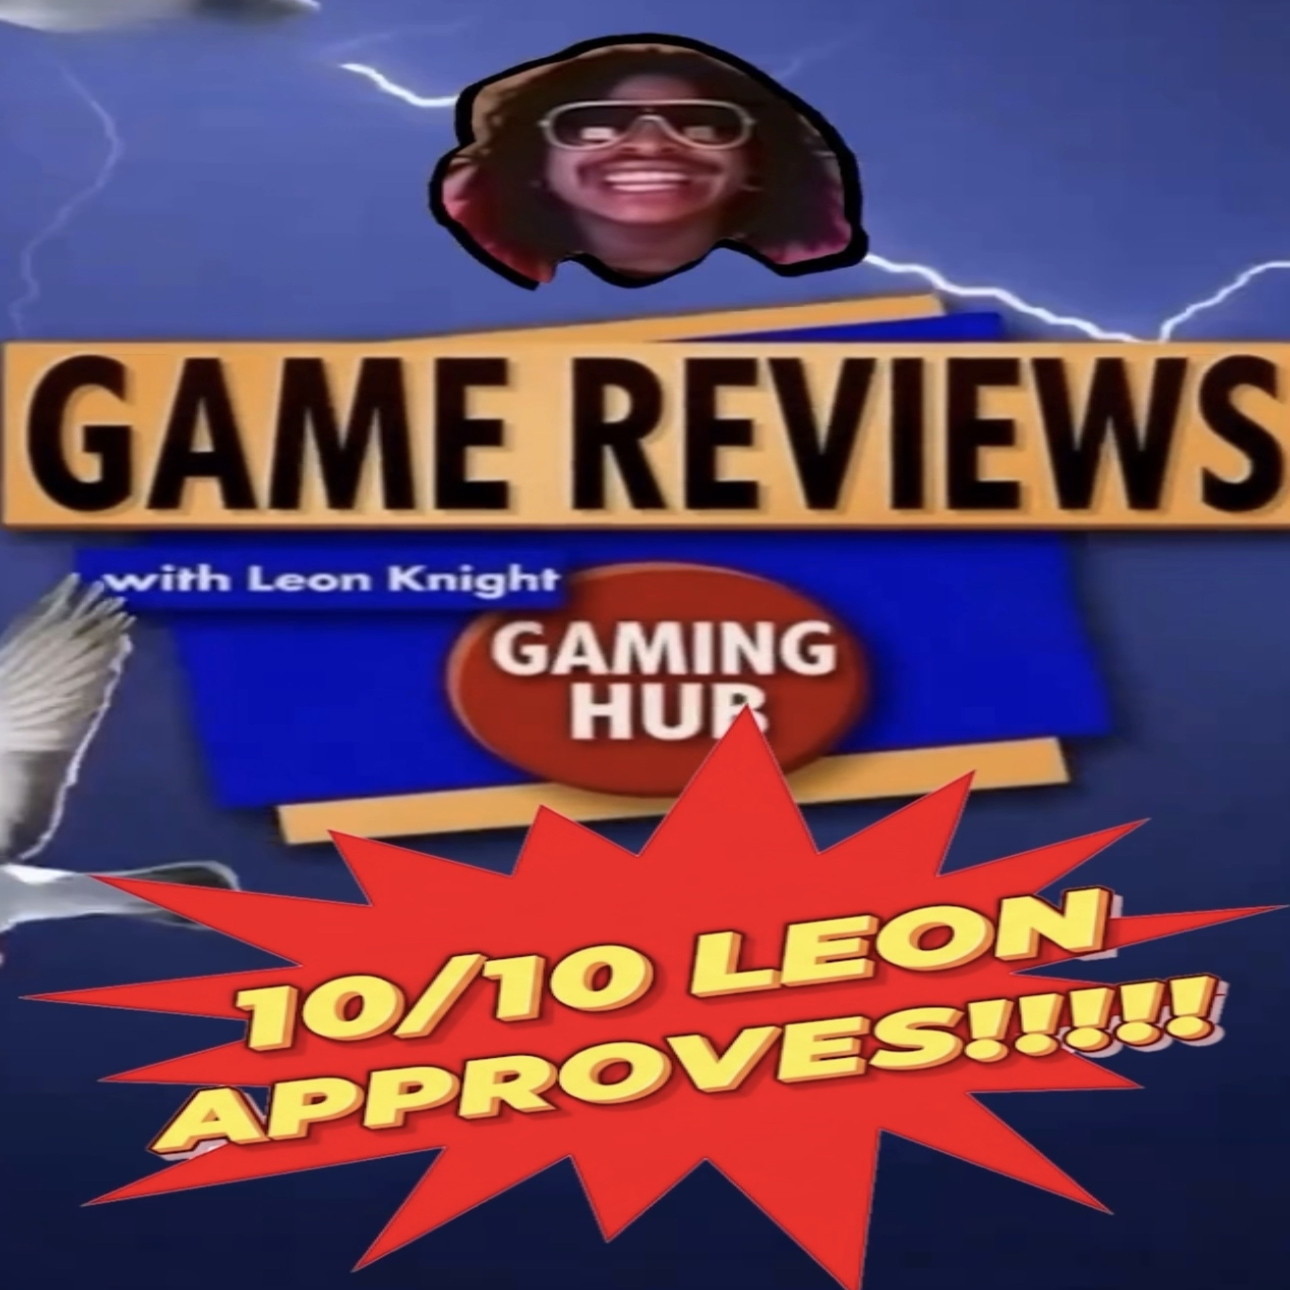 GAME REVIEWS
with Leon Knight
GAMING
HUB
10/10 LEON
APPROVES!!!!!